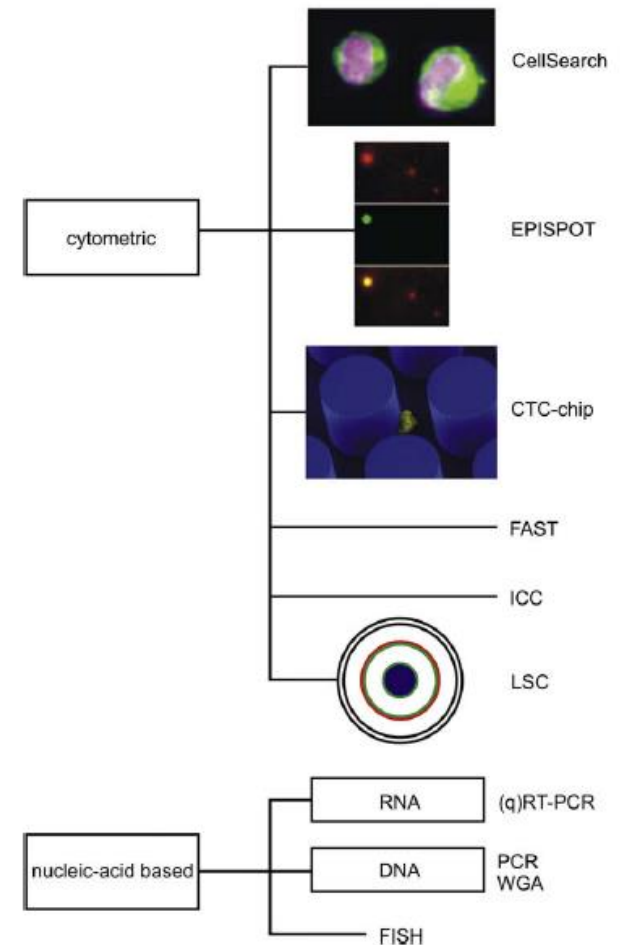 CellSearch
cytometric
EPISPOT
CTC-chip
FAST
ICC
LSC
RNA
(q)RT-PCR
nucleic-acid based
DNA
PCR
WGA
FISH